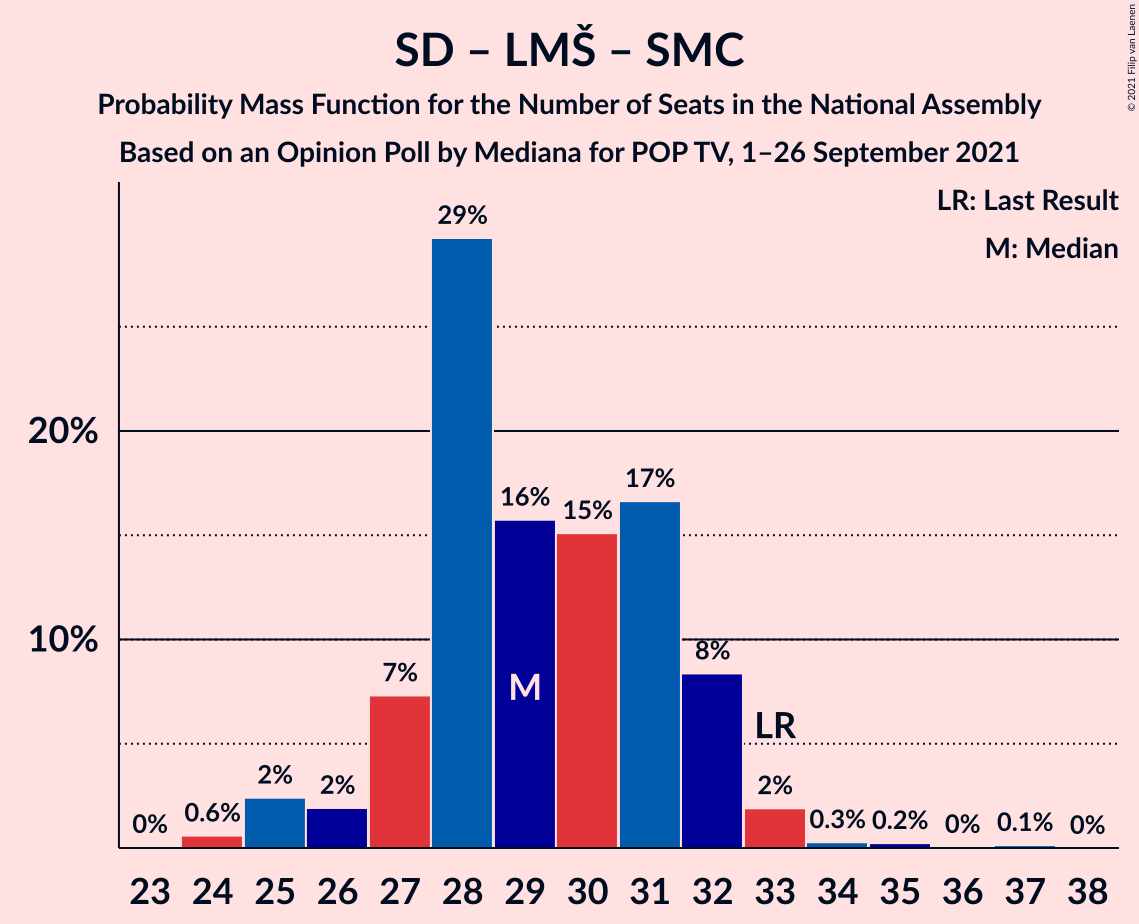 SD – LMŠ – SMC
Probability Mass Function for the Number of Seats in the National Assembly
Based on an Opinion Poll by Mediana for POP TV, 1–26 September 2021
© 2021 Filip van Laenen
LR: Last Result
M: Median
20%
10%
0%
0.6%
2%
2%
7%
29%
16%
15%
17%
8%
2%
0.3%
0.2%
0%
0.1%
0%
M
LR
23 24 25 26 27 28 29 30 31 32 33 34 35 36 37 38